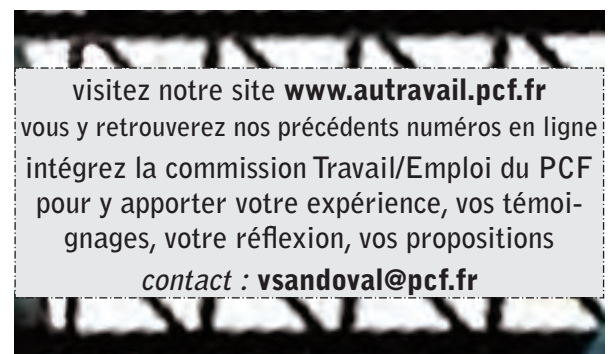 visitez notre site www.autravail.pcf.fr
vous y retrouverez nos précédents numéros en ligne
intégrez la commission Travail/Emploi du PCF
pour y apporter votre expérience, vos témoi-
gnages, votre réflexion, vos propositions
contact : vsandoval@pcf.fr